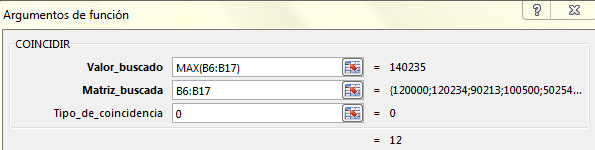 Argumentos de función
COINCIDIR
Valor_buscado MAX(B6:B17) = 140235
Matriz_buscada B6:B17 = {120000;120234;90213;100500;50254...
Tipo_de_coincidencia 0 = 0
= 12